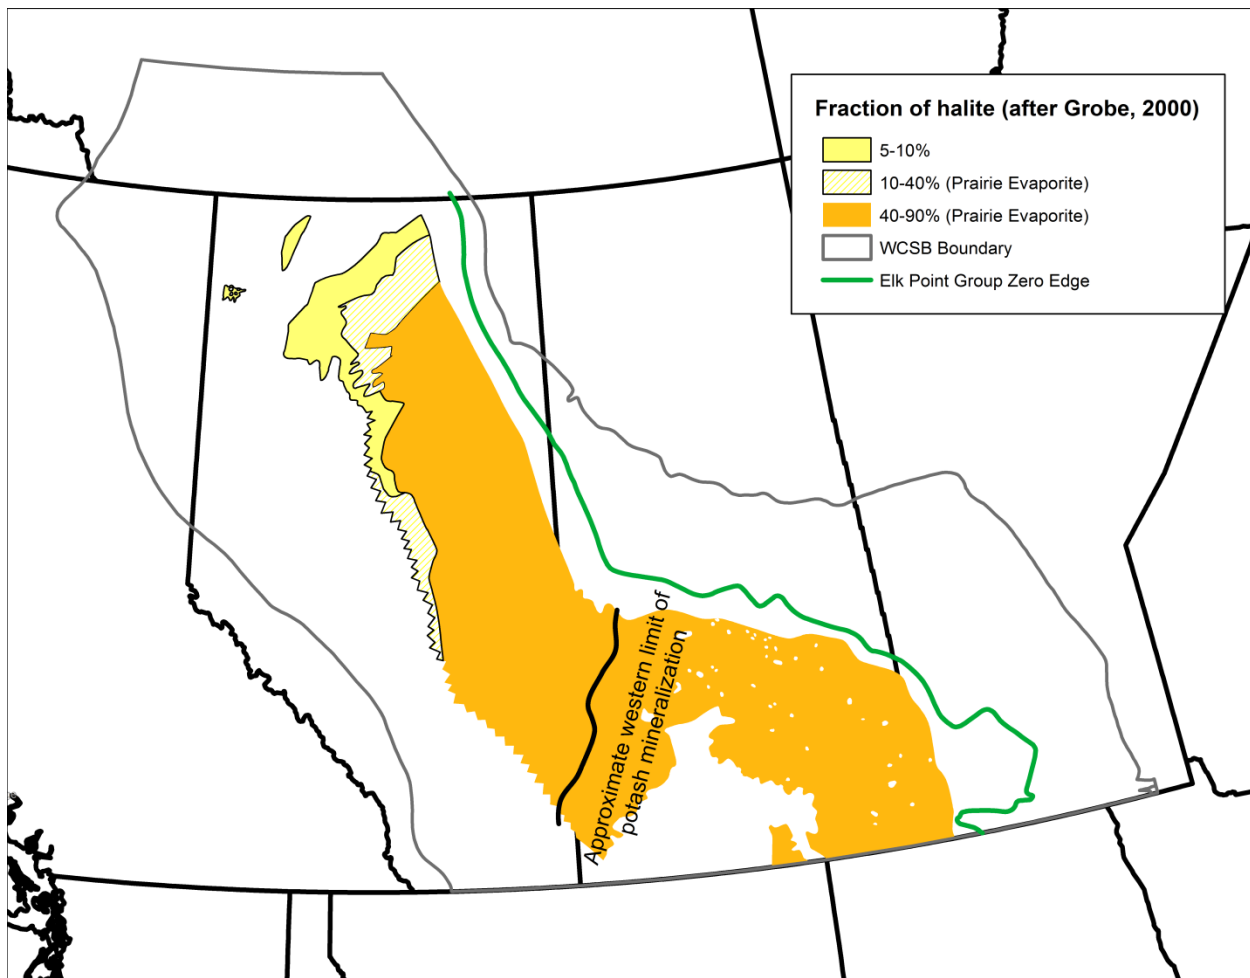 Fraction of halite (after Grobe, 2000)
5-10%
10-40% (Prairie Evaporite)
40-90% (Prairie Evaporite)
WCSB Boundary
Elk Point Group Zero Edge
Approximate western limit of
potash mineralization